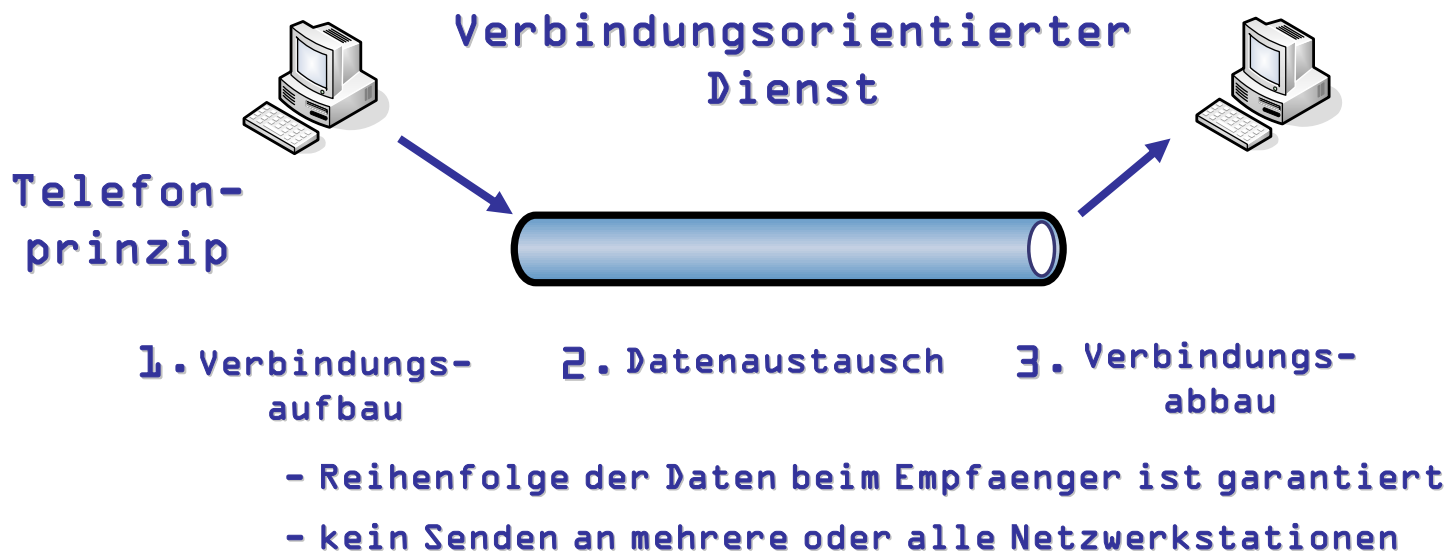 Verbindungsorientierter
Dienst
Telefon-
prinzip
1. Verbindungs-
aufbau
2. Datenaustausch
3. Verbindungs-
abbau
- Reihenfolge der Daten beim Empfaenger ist garantiert
- kein Senden an mehrere oder alle Netzwerkstationen